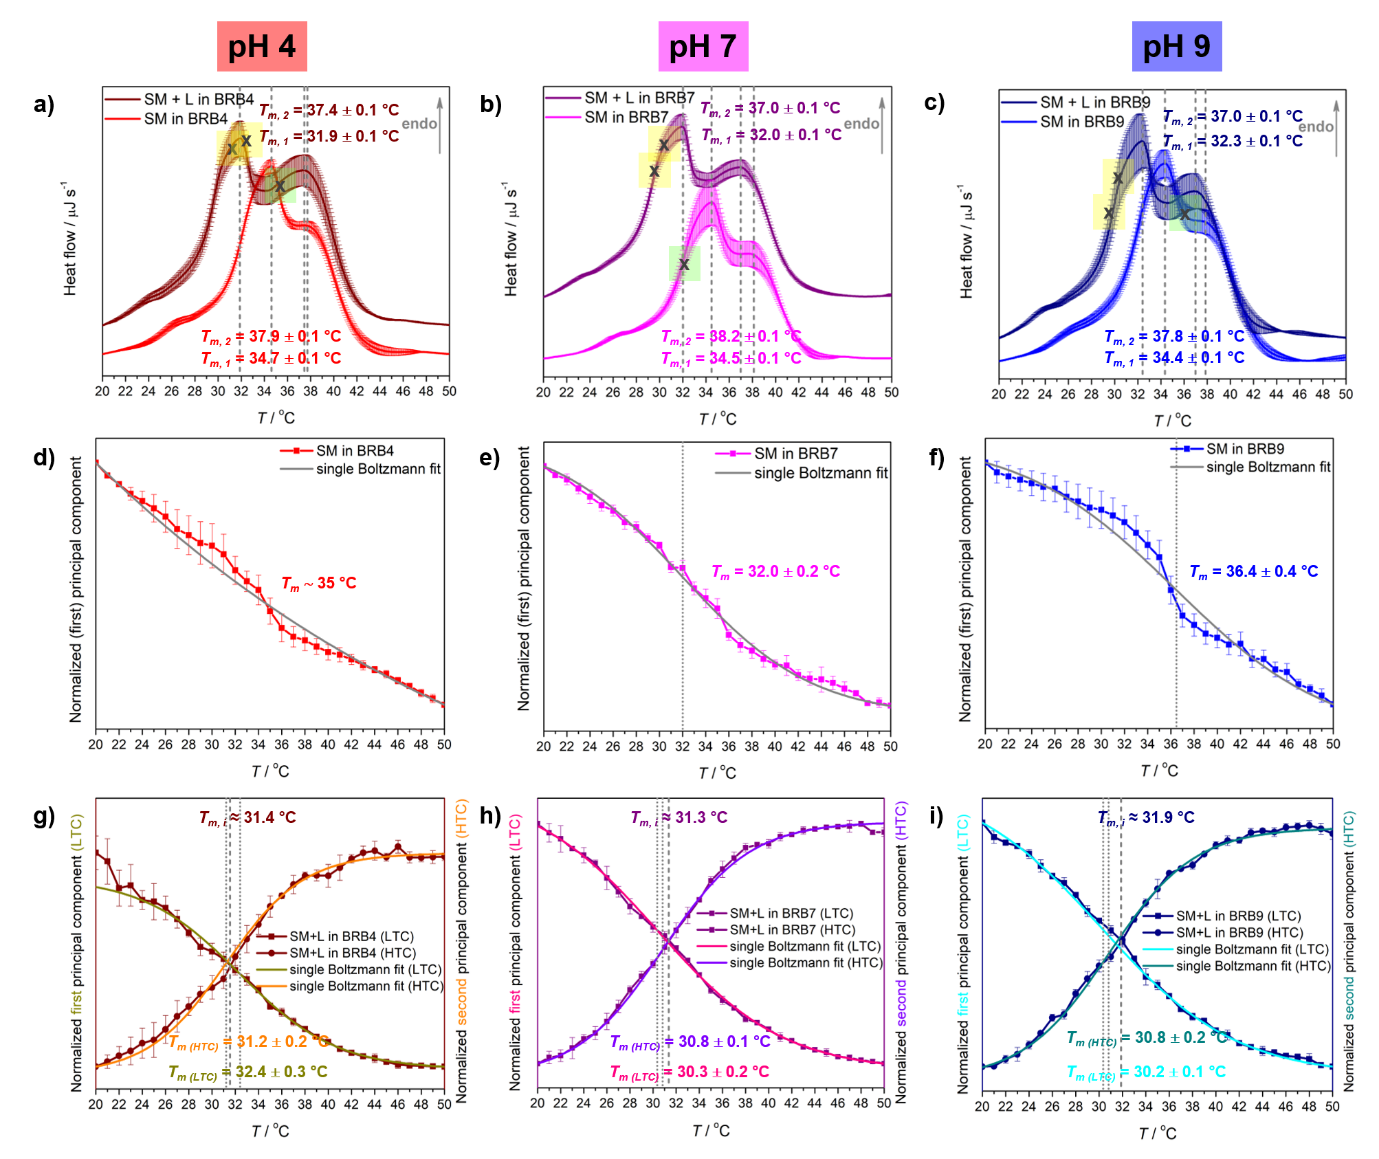 pH 4
pH 7
pH 9
a)
SM + L in BRB4
SM in BRB4
Tm, 2 = 37.4 ± 0.1 °C
Tm, 1 = 31.9 ± 0.1 °C
endo
X
X
X
Tm, 2 = 37.9 ± 0.1 °C
Tm, 1 = 34.7 ± 0.1 °C
Heat flow / μJ s-1
20 22 24 26 28 30 32 34 36 38 40 42 44 46 48 50
T / °C
b)
SM + L in BRB7
SM in BRB7
Tm, 2 = 37.0 ± 0.1 °C
Tm, 1 = 32.0 ± 0.1 °C
endo
X
X
X
Tm, 2 = 38.2 ± 0.1 °C
Tm, 1 = 34.5 ± 0.1 °C
Heat flow / μJ s-1
20 22 24 26 28 30 32 34 36 38 40 42 44 46 48 50
T / °C
c)
SM + L in BRB9
SM in BRB9
Tm, 2 = 37.0 ± 0.1 °C
Tm, 1 = 32.3 ± 0.1 °C
endo
X
X
X
Tm, 2 = 37.8 ± 0.1 °C
Tm, 1 = 34.4 ± 0.1 °C
Heat flow / μJ s-1
20 22 24 26 28 30 32 34 36 38 40 42 44 46 48 50
T / °C
d)
SM in BRB4
single Boltzmann fit
Tm ~ 35 °C
Normalized (first) principal component
20 22 24 26 28 30 32 34 36 38 40 42 44 46 48 50
T / °C
e)
SM in BRB7
single Boltzmann fit
Tm = 32.0 ± 0.2 °C
Normalized (first) principal component
20 22 24 26 28 30 32 34 36 38 40 42 44 46 48 50
T / °C
f)
SM in BRB9
single Boltzmann fit
Tm = 36.4 ± 0.4 °C
Normalized (first) principal component
20 22 24 26 28 30 32 34 36 38 40 42 44 46 48 50
T / °C
g)
Tm, i ≈ 31.4 °C
SM+L in BRB4 (LTC)
SM+L in BRB4 (HTC)
single Boltzmann fit (LTC)
single Boltzmann fit (HTC)
Tm (HTC) = 31.2 ± 0.2 °C
Tm (LTC) = 32.4 ± 0.3 °C
Normalized first principal component (LTC)
Normalized second principal component (HTC)
20 22 24 26 28 30 32 34 36 38 40 42 44 46 48 50
T / °C
h)
Tm, i ≈ 31.3 °C
SM+L in BRB7 (LTC)
SM+L in BRB7 (HTC)
single Boltzmann fit (LTC)
single Boltzmann fit (HTC)
Tm (HTC) = 30.8 ± 0.1 °C
Tm (LTC) = 30.3 ± 0.2 °C
Normalized first principal component (LTC)
Normalized second principal component (HTC)
20 22 24 26 28 30 32 34 36 38 40 42 44 46 48 50
T / °C
i)
Tm, i ≈ 31.9 °C
SM+L in BRB9 (LTC)
SM+L in BRB9 (HTC)
single Boltzmann fit (LTC)
single Boltzmann fit (HTC)
Tm (HTC) = 30.8 ± 0.2 °C
Tm (LTC) = 30.2 ± 0.1 °C
Normalized first principal component (LTC)
Normalized second principal component (HTC)
20 22 24 26 28 30 32 34 36 38 40 42 44 46 48 50
T / °C